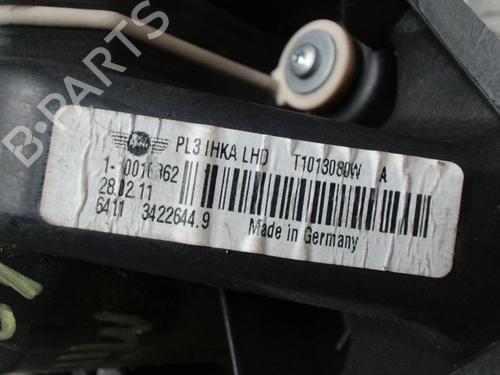 B-PARTS
PL3 IHKA LHD T1013080W A
28.02.11
6411 3422644.9
Made in Germany